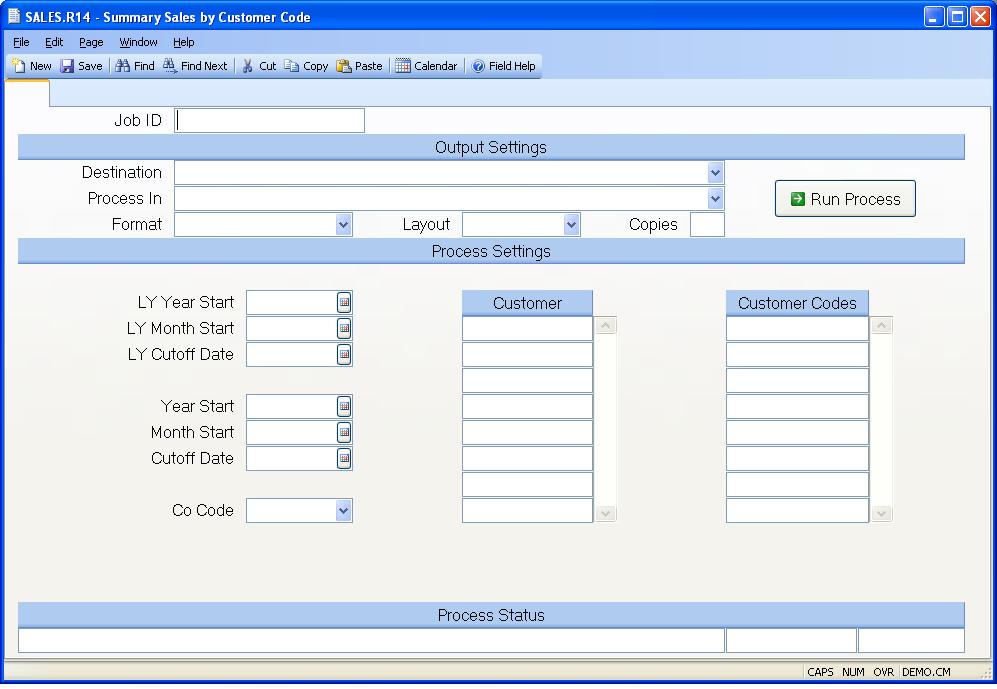 SALES.R14 - Summary Sales by Customer Code
File Edit Page Window Help
New Save Find Find Next Cut Copy Paste Calendar Field Help
Job ID
Output Settings
Destination
Process In
Run Process
Format Layout Copies
Process Settings
LY Year Start Customer Customer Codes
LY Month Start
LY Cutoff Date
Year Start
Month Start
Cutoff Date
Co Code
Process Status
CAPS NUM OVR DEMO.CM